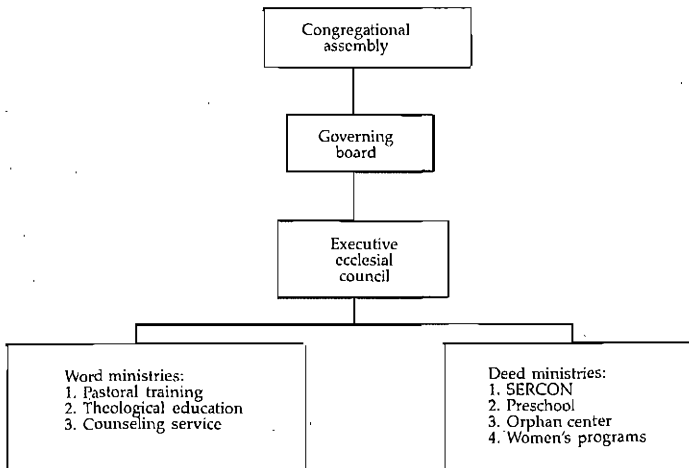 Congregational
assembly
Governing
board
Executive
ecclesial
council
Word ministries:
1. Pastoral training
2. Theological education
3. Counseling service
Deed ministries:
1. SERCON
2. Preschool
3. Orphan center
4. Women's programs